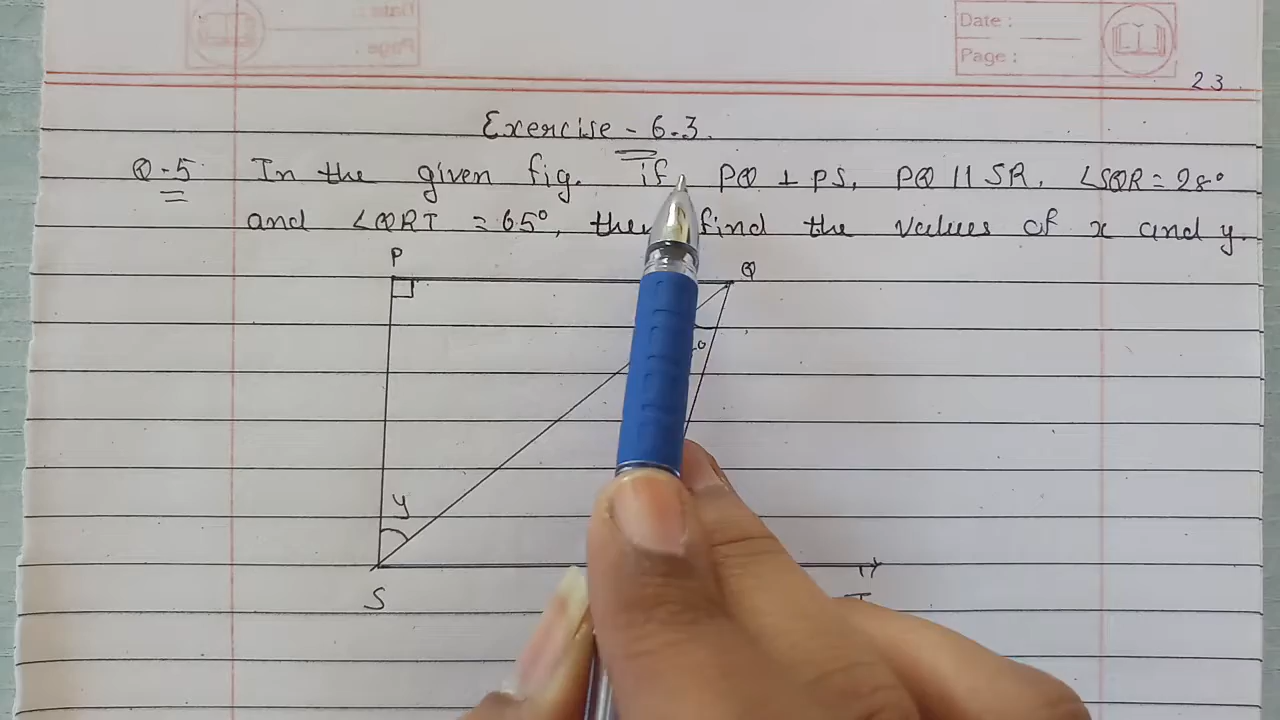 Date :
Page :
23
Exercise - 6.3.
Q-5 In the given fig. if PQ ⊥ PS, PQ || SR, ∠SQR = 28°
and ∠QRT = 65°, then find the values of x and y.
P
Q
y
S
T